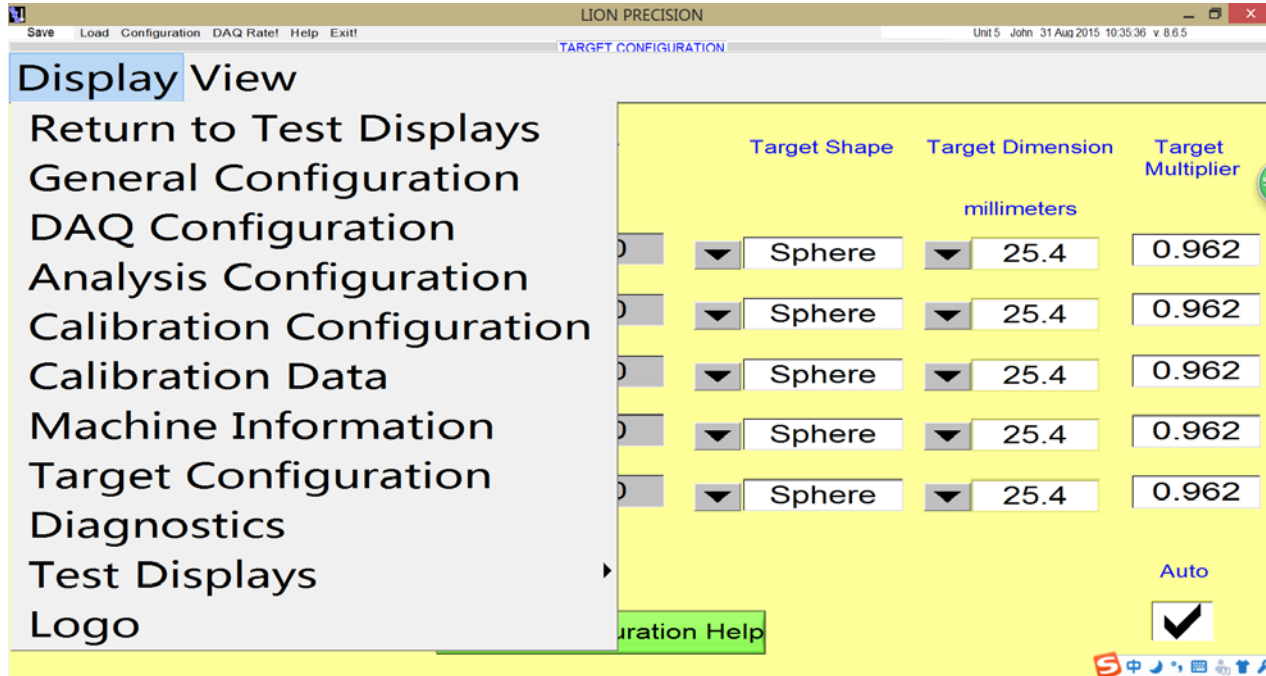 LION PRECISION
Save Load Configuration DAQ Rate! Help Exit! Unit 5 John 31 Aug 2015 10:35:36 v. 8.6.5
TARGET CONFIGURATION
Display View
Return to Test Displays
General Configuration
DAQ Configuration
Analysis Configuration
Calibration Configuration
Calibration Data
Machine Information
Target Configuration
Diagnostics
Test Displays
Logo
Target Shape Target Dimension Target
Multiplier
millimeters
Sphere 25.4 0.962
Sphere 25.4 0.962
Sphere 25.4 0.962
Sphere 25.4 0.962
Sphere 25.4 0.962
Auto
Help
S 中